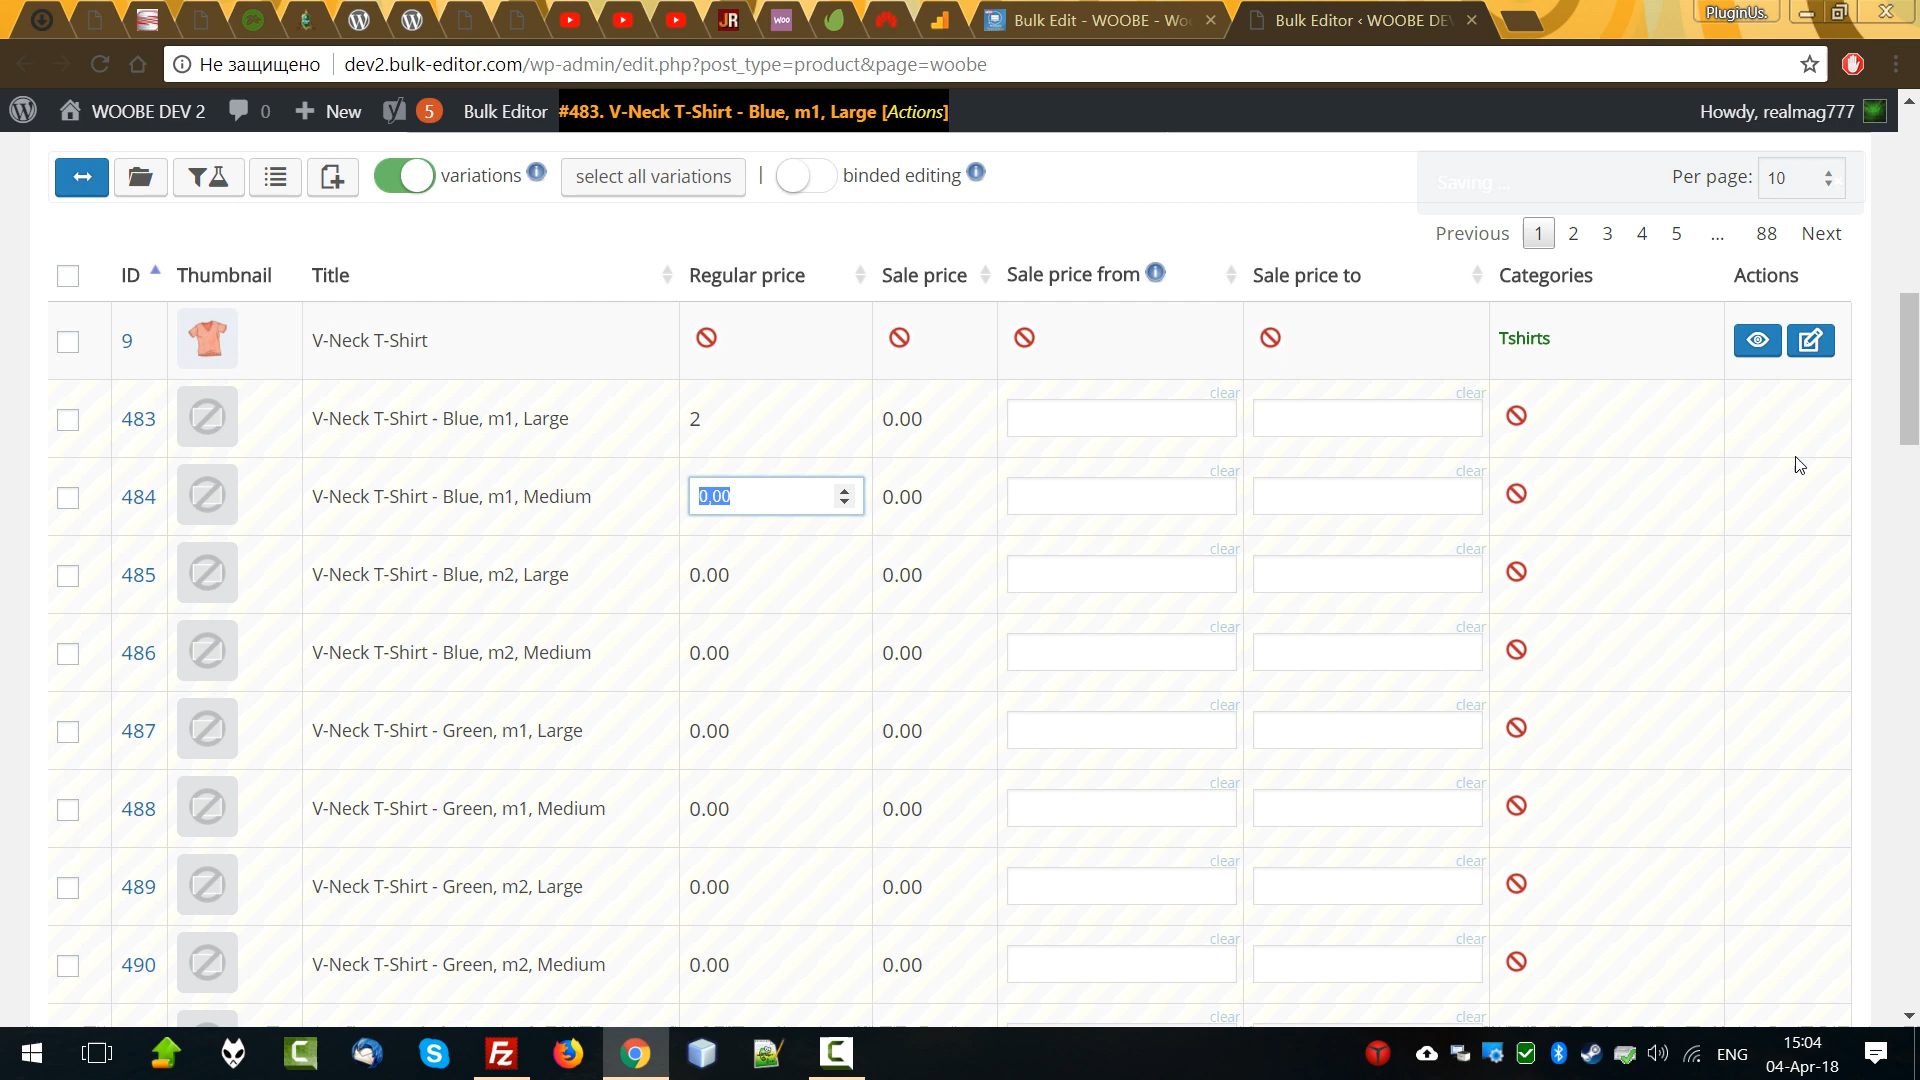 JR
woo
Bulk Edit - WOOBE - Wo
Bulk Editor ‹ WOOBE DE
PluginUs.
Не защищено
dev2.bulk-editor.com/wp-admin/edit.php?post_type=product&page=woobe
WOOBE DEV 2
0
New
5
Bulk Editor
#483. V-Neck T-Shirt - Blue, m1, Large [Actions]
Howdy, realmag777
variations
select all variations
|
binded editing
Saving ...
Per page:
10
Previous 1 2 3 4 5 ... 88 Next
ID Thumbnail Title Regular price Sale price Sale price from Sale price to Categories Actions
9 V-Neck T-Shirt Tshirts
clear clear
483 V-Neck T-Shirt - Blue, m1, Large 2 0.00
clear clear
484 V-Neck T-Shirt - Blue, m1, Medium 0,00 0.00
clear clear
485 V-Neck T-Shirt - Blue, m2, Large 0.00 0.00
clear clear
486 V-Neck T-Shirt - Blue, m2, Medium 0.00 0.00
clear clear
487 V-Neck T-Shirt - Green, m1, Large 0.00 0.00
clear clear
488 V-Neck T-Shirt - Green, m1, Medium 0.00 0.00
clear clear
489 V-Neck T-Shirt - Green, m2, Large 0.00 0.00
clear clear
490 V-Neck T-Shirt - Green, m2, Medium 0.00 0.00
clear clear
Fz
ENG
15:04
04-Apr-18